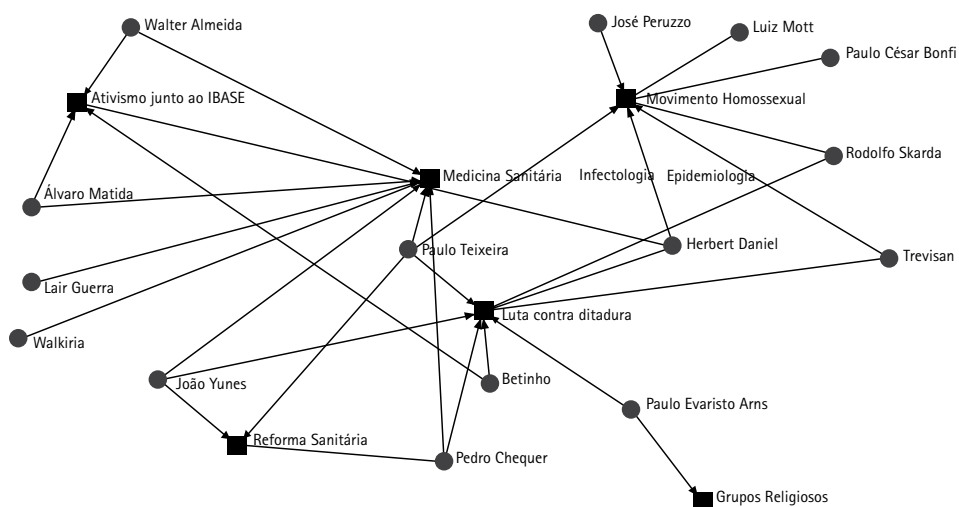 José Peruzzo
Walter Almeida
Luiz Mott
Paulo César Bonfi
Ativismo junto ao IBASE
Movimento Homossexual
Rodolfo Skarda
Medicina Sanitária
Infectologia
Epidemiologia
Álvaro Matida
Herbert Daniel
Paulo Teixeira
Trevisan
Lair Guerra
Luta contra ditadura
Walkiria
João Yunes
Betinho
Paulo Evaristo Arns
Reforma Sanitária
Pedro Chequer
Grupos Religiosos